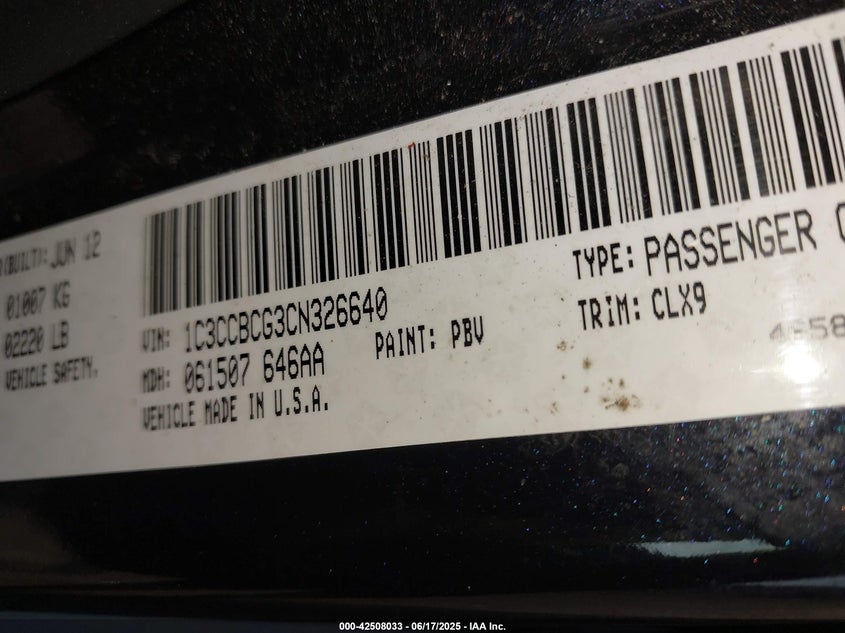 (BUILT): JUN 12
01007 KG
02220 LB
VEHICLE SAFETY.
VIN: 1C3CCBCG3CN326640
MDH: 061507 646AA
VEHICLE MADE IN U.S.A.
PAINT: PBV
TYPE: PASSENGER
TRIM: CLX9
000-42508033 - 06/17/2025 - IAA Inc.